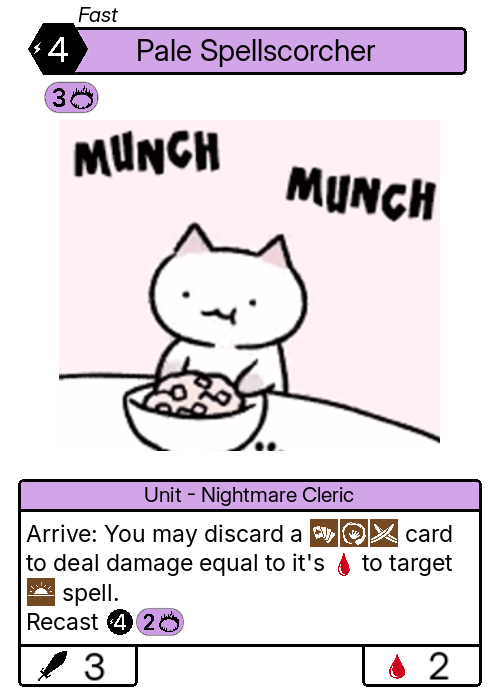 Fast
4 Pale Spellscorcher
3
MUNCH
MUNCH
Unit - Nightmare Cleric
Arrive: You may discard a card
to deal damage equal to it's to target
spell.
Recast 4 2
3 2